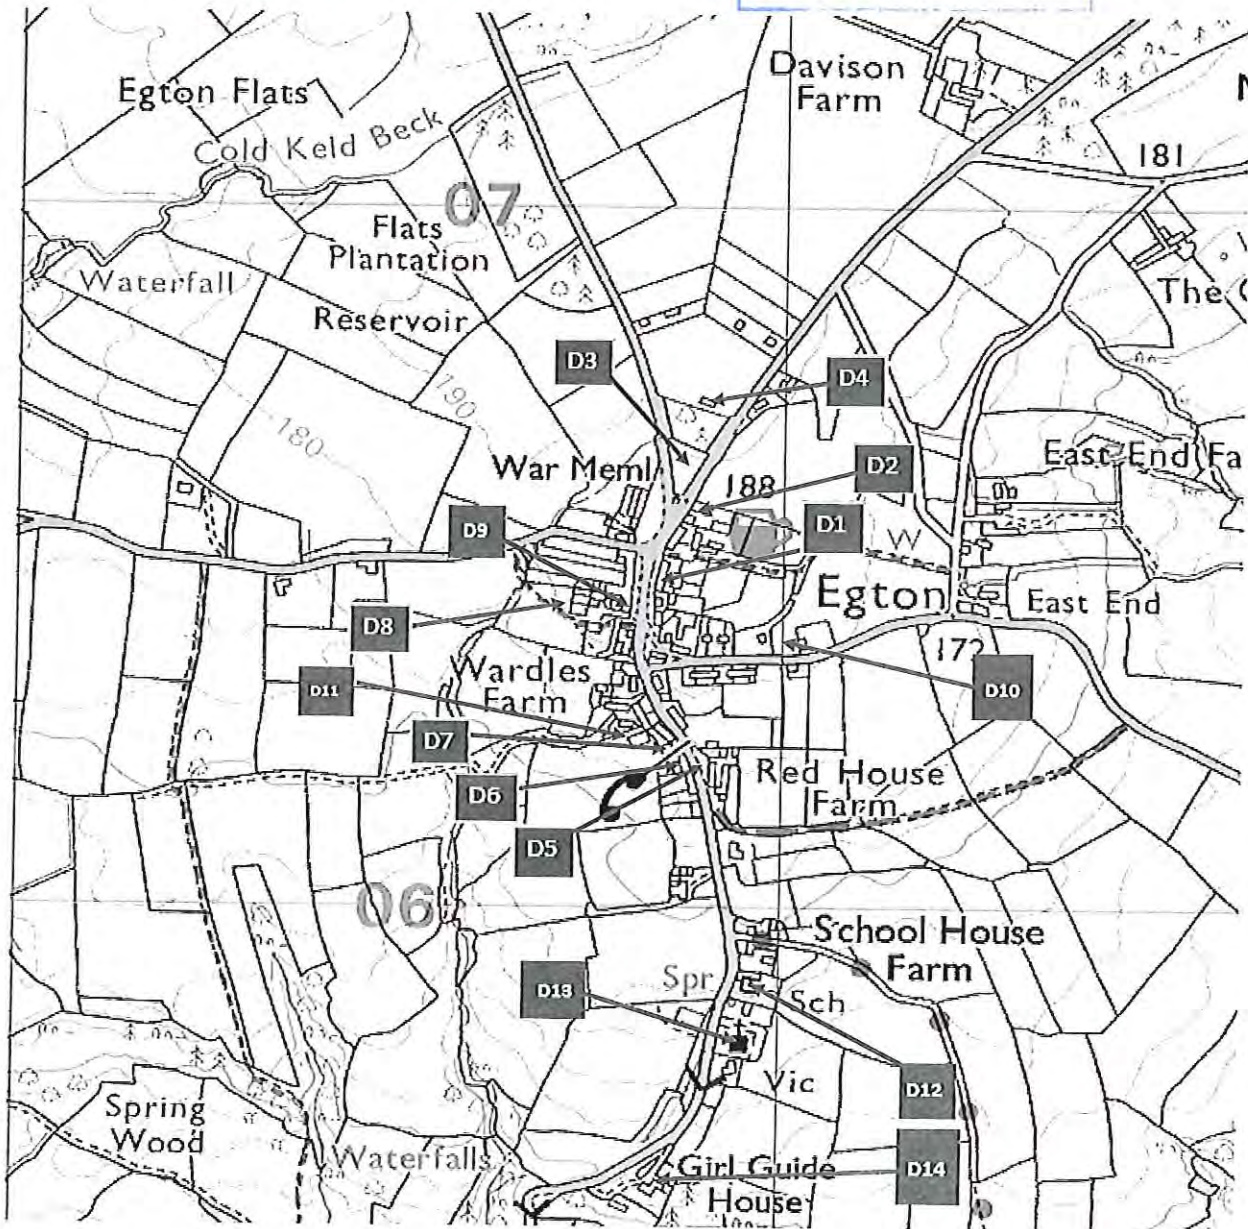 Davison
Farm
Egton Flats
Cold Keld Beck
181
07
Flats
Plantation
Waterfall
The
Reservoir
D3
D4
190
180
War Meml
188
D2
East End Fa
D9
D1
W
Egton
East End
D8
172
Wardles
Farm
D11
D10
D7
Red House
Farm
D6
D5
06
School House
Farm
D13
Spr
Sch
Vic
D12
Spring
Wood
Waterfalls
Girl Guide
House
D14